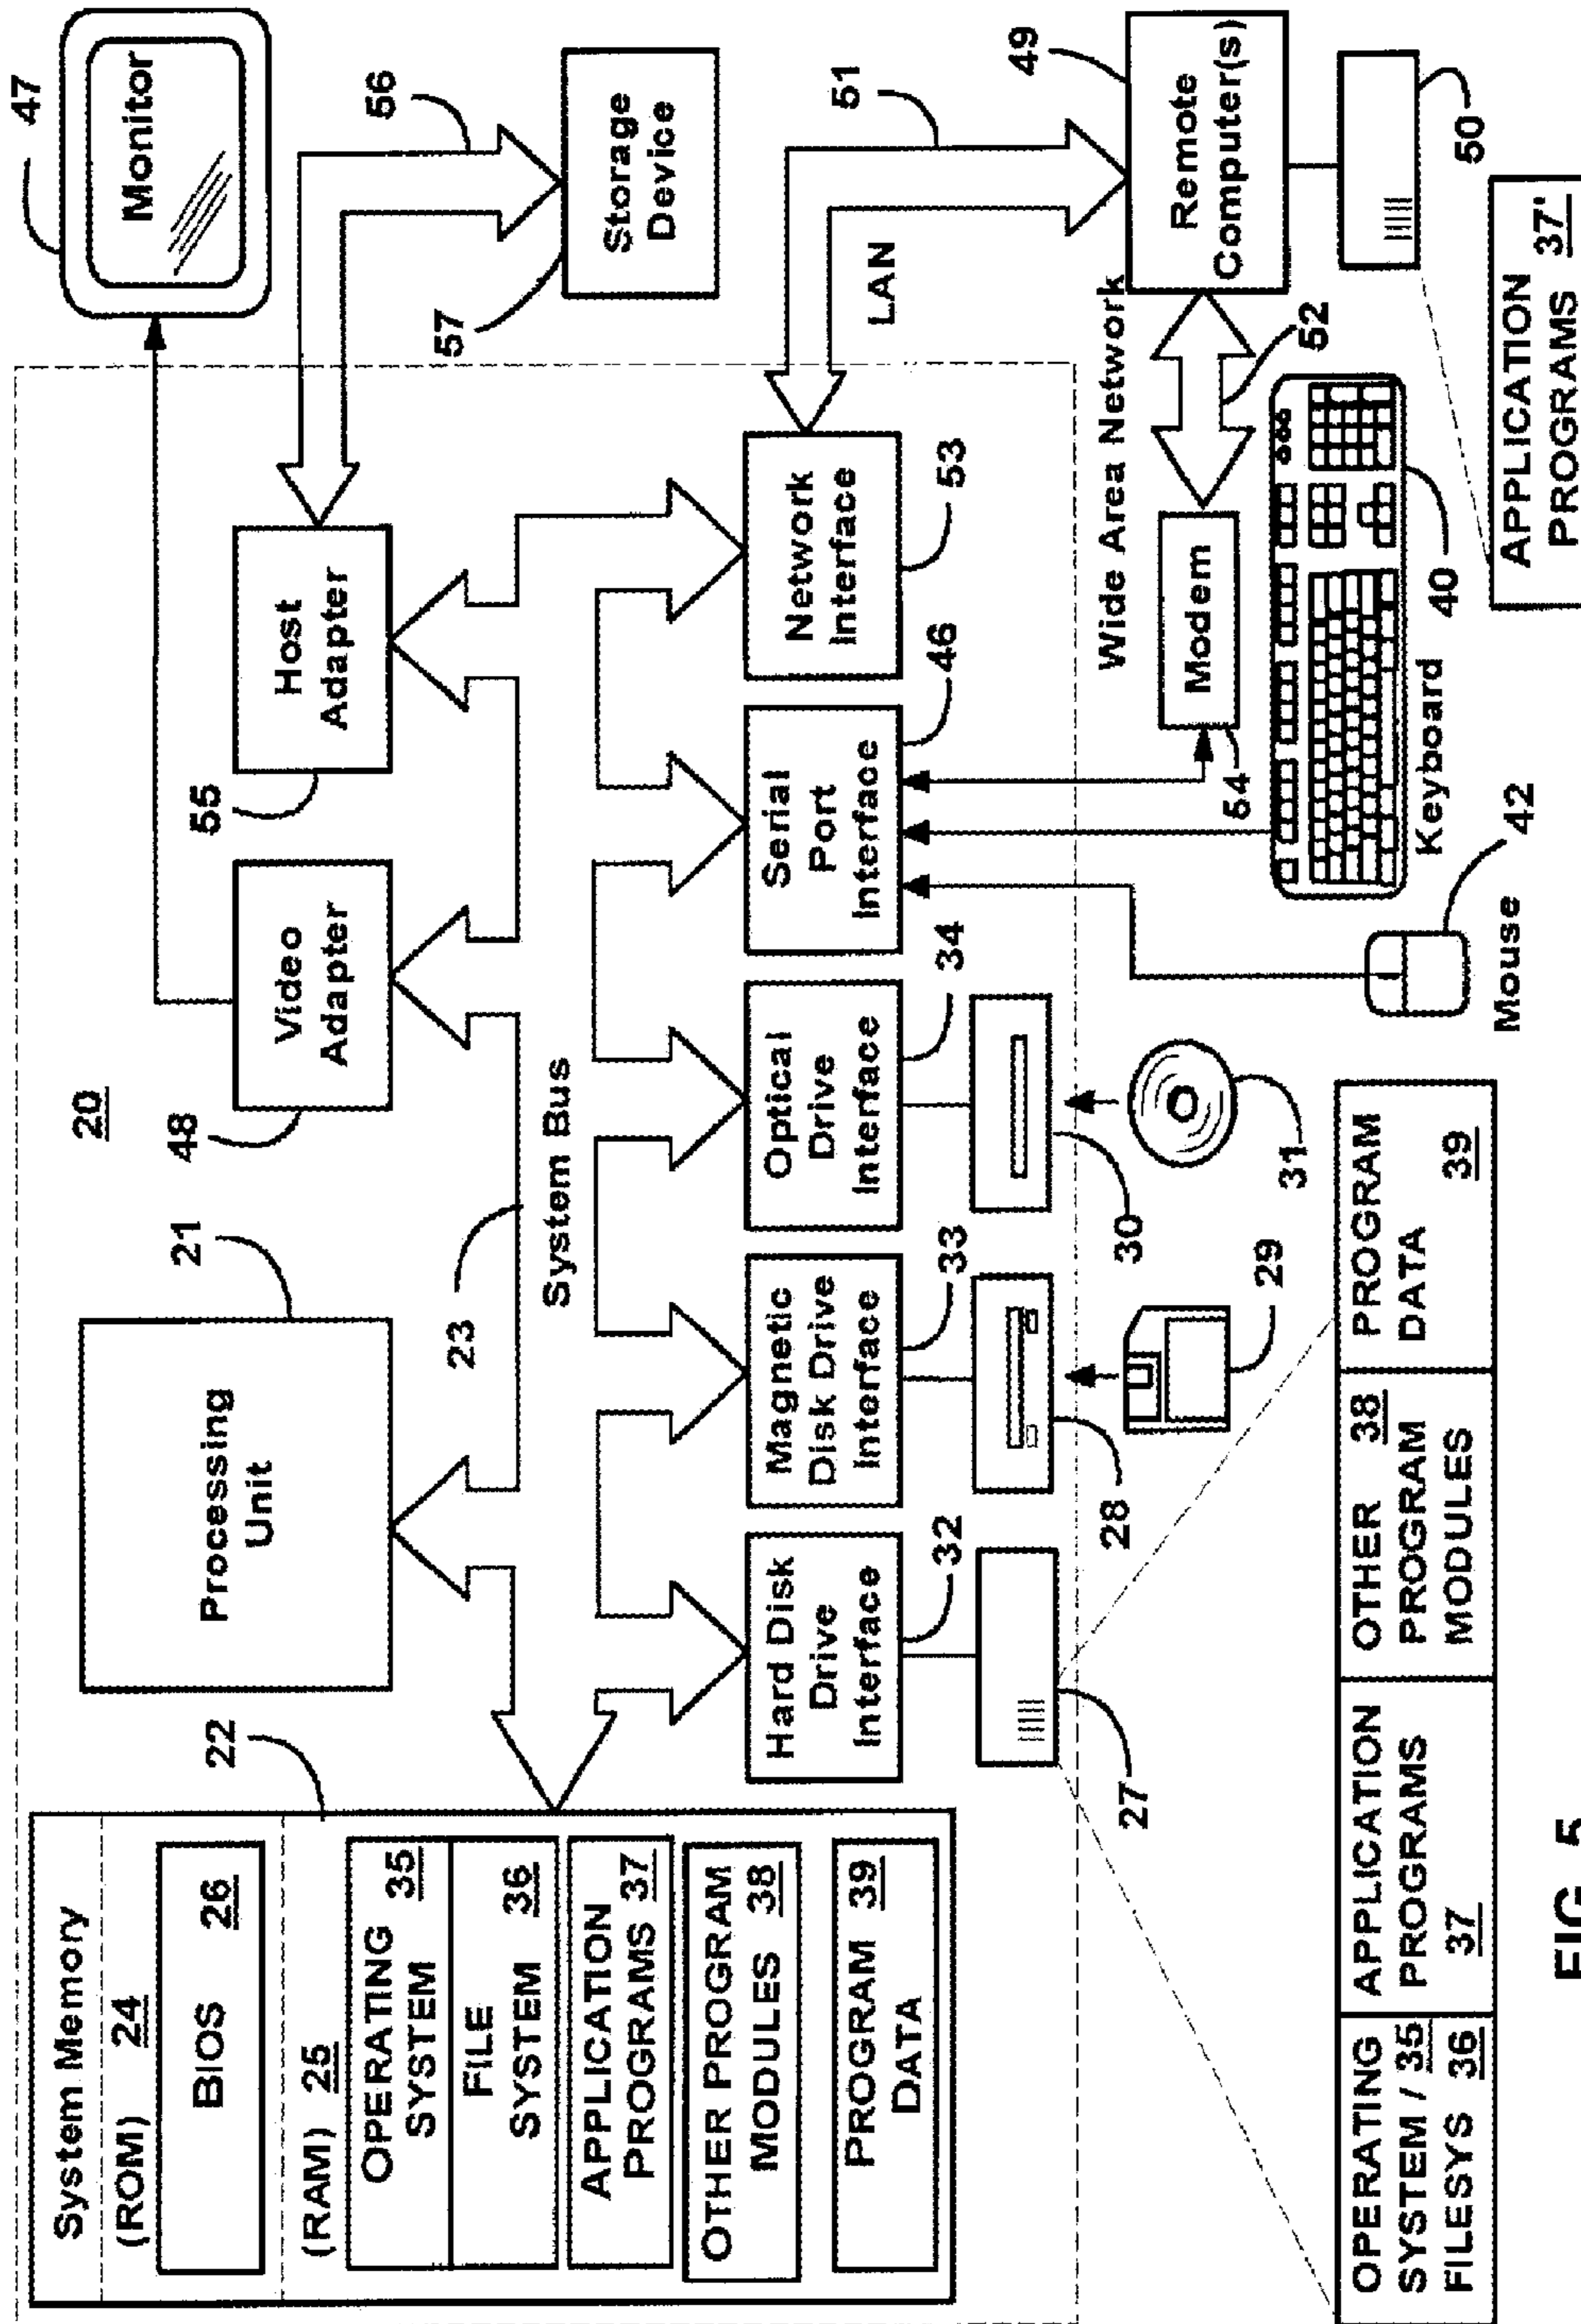 System Memory
(ROM) 24
BIOS 26
(RAM) 25
OPERATING
SYSTEM 35
FILE
SYSTEM 36
APPLICATION
PROGRAMS 37
OTHER PROGRAM
MODULES 38
PROGRAM 39
DATA
22
Processing
Unit
21
20
48
Video
Adapter
55
Host
Adapter
47
Monitor
23
System Bus
56
57
Storage
Device
Hard Disk
Drive
Interface
32
Magnetic
Disk Drive
Interface
33
Optical
Drive
Interface
34
Serial
Port
Interface
46
Network
Interface
53
LAN
51
27
28
29
30
31
54
Modem
Wide Area Network
52
49
Remote
Computer(s)
50
Mouse
42
Keyboard
40
OPERATING
SYSTEM / 35
FILESYS 36
APPLICATION
PROGRAMS
37
OTHER 38
PROGRAM
MODULES
PROGRAM
DATA
39
APPLICATION
PROGRAMS 37'
FIG. 5